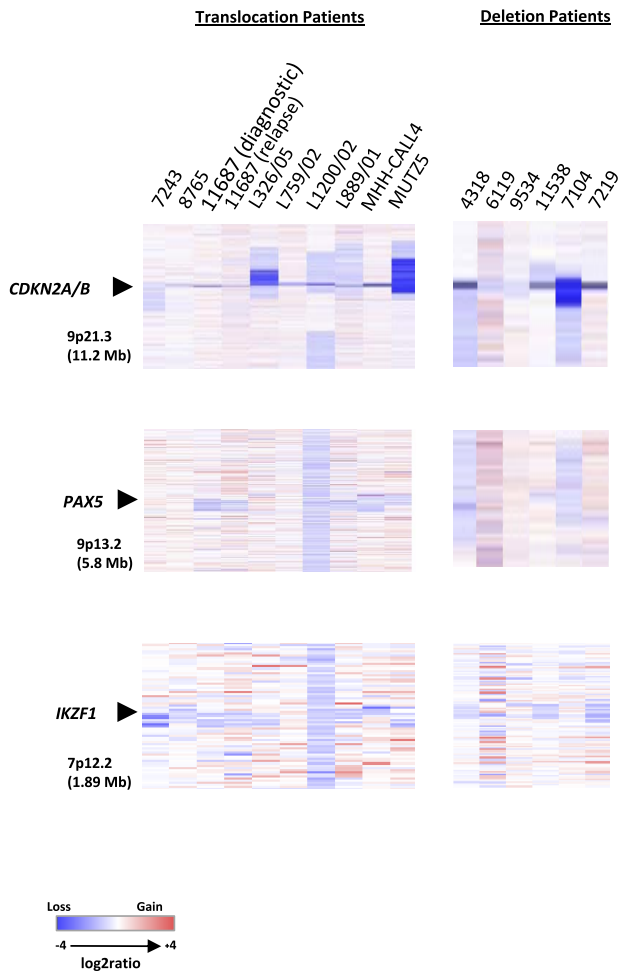 Translocation Patients
Deletion Patients
7243
8765
11687 (diagnostic)
11687 (relapse)
L326/05
L759/02
L1200/02
L889/01
MHH-CALL4
MUTZ5
4318
6119
9534
11538
7104
7219
CDKN2A/B
9p21.3
(11.2 Mb)
PAX5
9p13.2
(5.8 Mb)
IKZF1
7p12.2
(1.89 Mb)
Loss
Gain
-4
+4
log2ratio